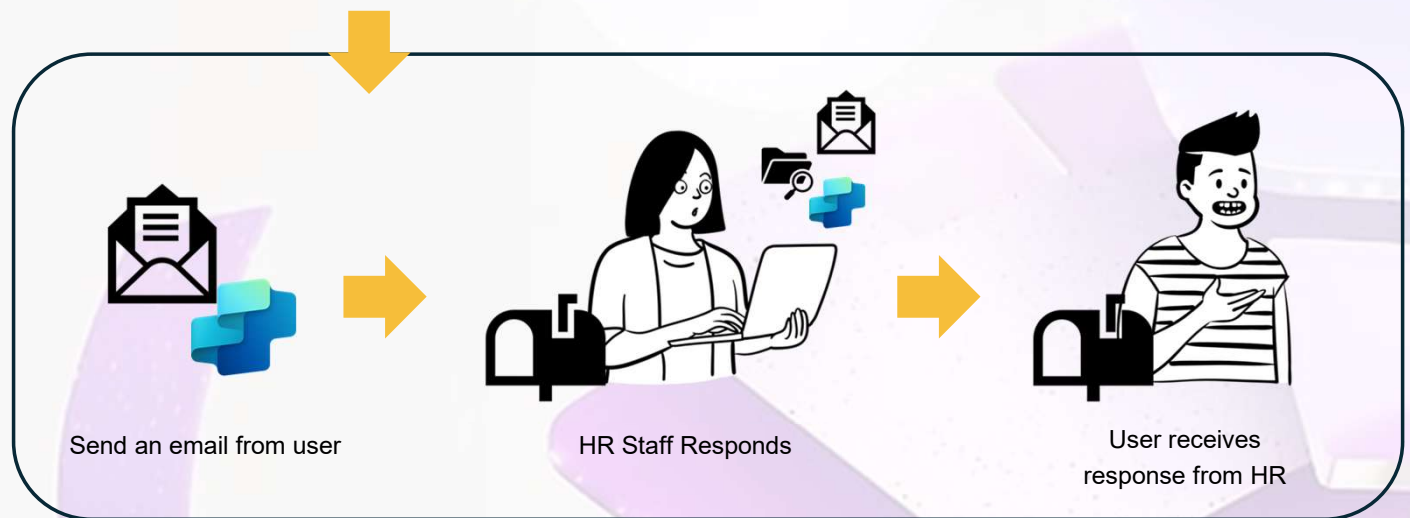 Send an email from user
HR Staff Responds
User receives
response from HR